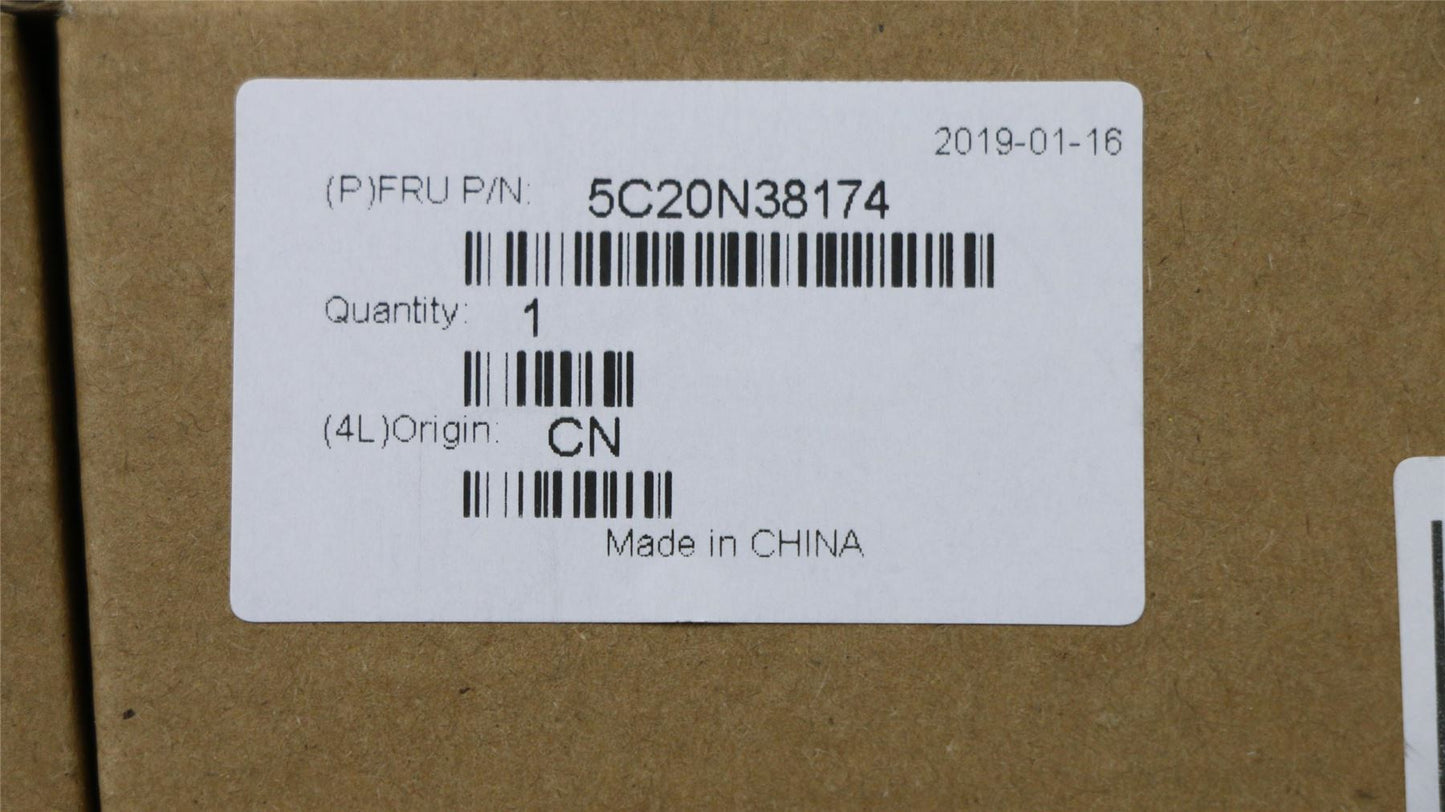 2019-01-16
(P)FRU P/N: 5C20N38174
Quantity: 1
(4L)Origin: CN
Made in CHINA